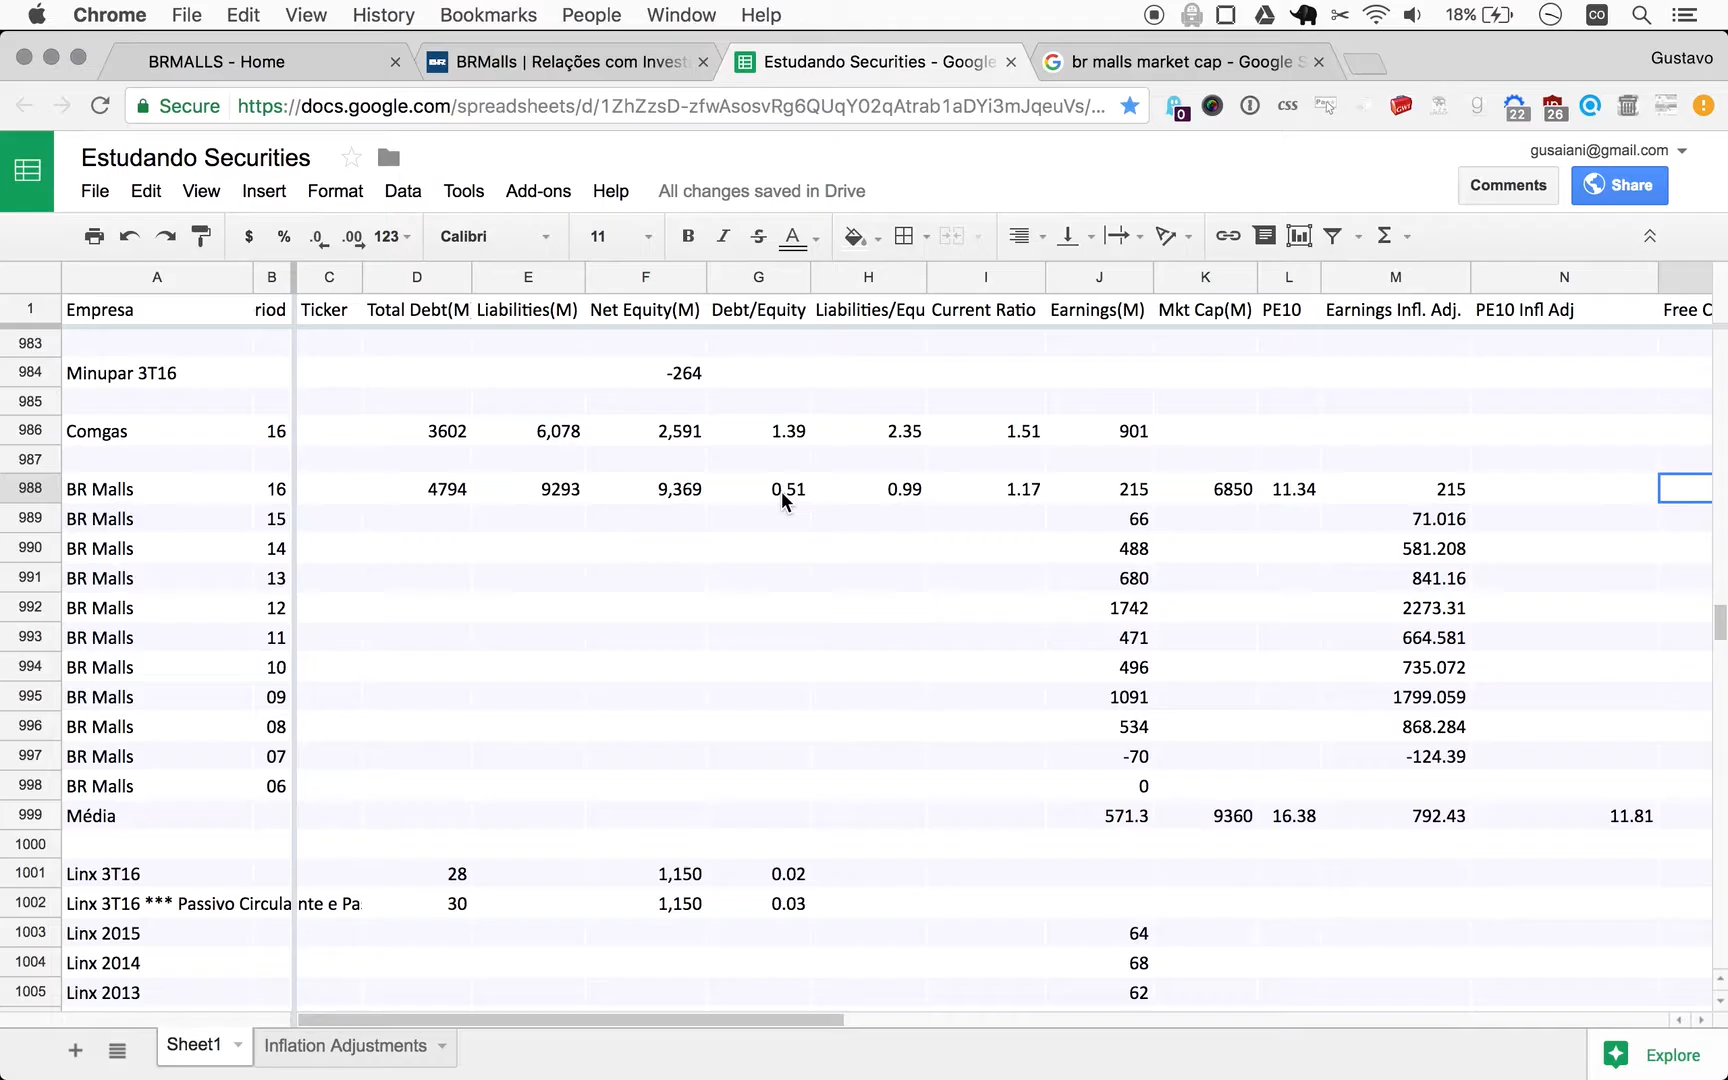 Chrome File Edit View History Bookmarks People Window Help 18% CO
BRMALLS - Home × BRMalls | Relações com Invest × Estudando Securities - Google × br malls market cap - Google S × Gustavo
Secure https://docs.google.com/spreadsheets/d/1ZhZzsD-zfwAsosvRg6QUqY02qAtrab1aDYi3mJqeuVs/... 0 css 22 26
Estudando Securities gusaiani@gmail.com
File Edit View Insert Format Data Tools Add-ons Help All changes saved in Drive Comments Share
$ % .0 .00 123 Calibri 11 B I S A Σ
A B C D E F G H I J K L M N
1 Empresa riod Ticker Total Debt(M Liabilities(M) Net Equity(M) Debt/Equity Liabilities/Equ Current Ratio Earnings(M) Mkt Cap(M) PE10 Earnings Infl. Adj. PE10 Infl Adj Free C
983
984 Minupar 3T16 -264
985
986 Comgas 16 3602 6,078 2,591 1.39 2.35 1.51 901
987
988 BR Malls 16 4794 9293 9,369 0.51 0.99 1.17 215 6850 11.34 215
989 BR Malls 15 66 71.016
990 BR Malls 14 488 581.208
991 BR Malls 13 680 841.16
992 BR Malls 12 1742 2273.31
993 BR Malls 11 471 664.581
994 BR Malls 10 496 735.072
995 BR Malls 09 1091 1799.059
996 BR Malls 08 534 868.284
997 BR Malls 07 -70 -124.39
998 BR Malls 06 0
999 Média 571.3 9360 16.38 792.43 11.81
1000
1001 Linx 3T16 28 1,150 0.02
1002 Linx 3T16 *** Passivo Circulante e Pa 30 1,150 0.03
1003 Linx 2015 64
1004 Linx 2014 68
1005 Linx 2013 62
+ Sheet1 Inflation Adjustments Explore